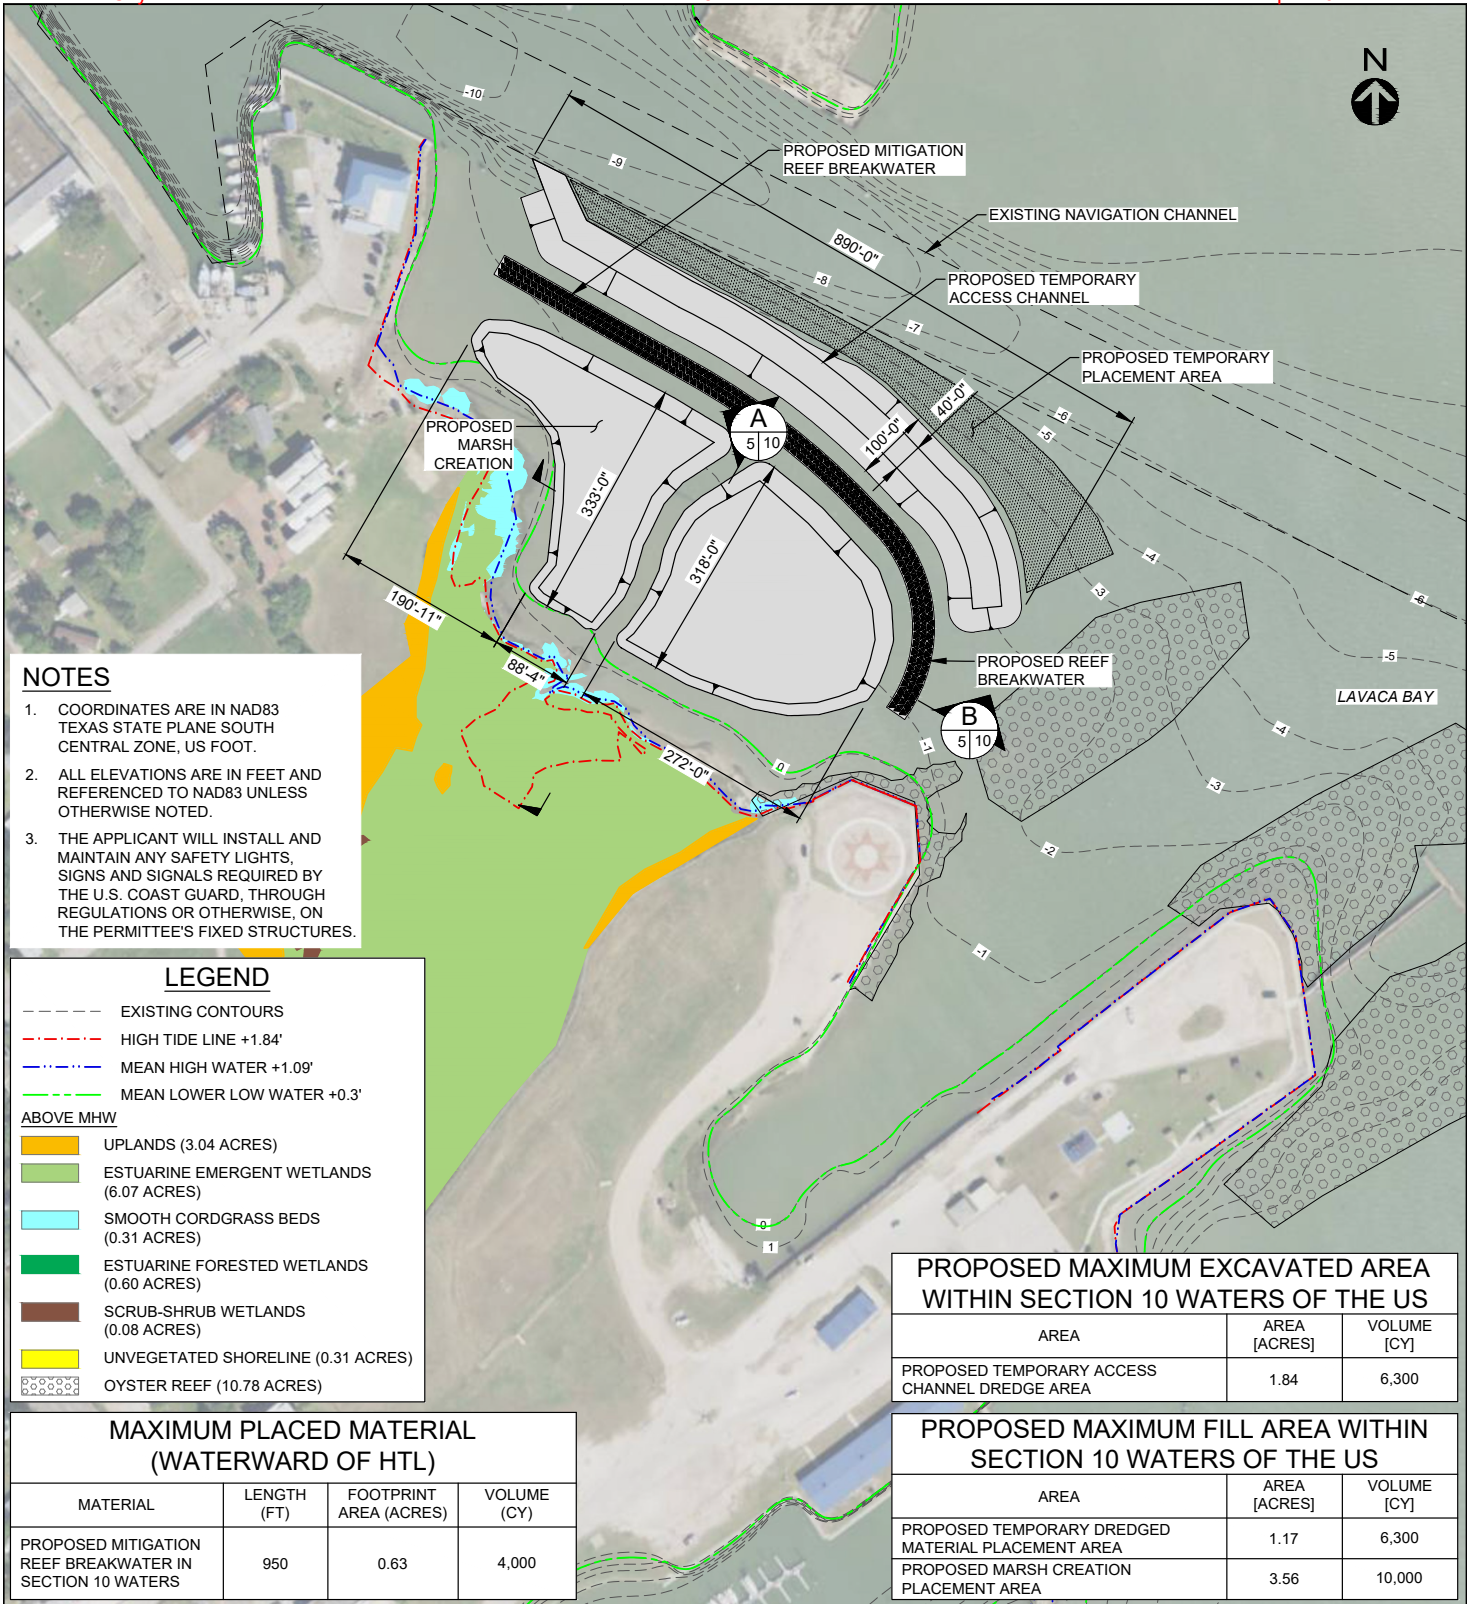 N
-10
-9
PROPOSED MITIGATION
REEF BREAKWATER
EXISTING NAVIGATION CHANNEL
890'-0"
-8
PROPOSED TEMPORARY
ACCESS CHANNEL
-7
PROPOSED TEMPORARY
PLACEMENT AREA
40'-0"
100'-0"
-6
-5
A
5 10
PROPOSED
MARSH
CREATION
333'-0"
318'-0"
-4
-3
-6
-5
190'-11"
88'-4"
272'-0"
PROPOSED REEF
BREAKWATER
LAVACA BAY
B
5 10
-1
-4
-3
0
-2
-1
0
1
NOTES
1. COORDINATES ARE IN NAD83
TEXAS STATE PLANE SOUTH
CENTRAL ZONE, US FOOT.
2. ALL ELEVATIONS ARE IN FEET AND
REFERENCED TO NAD83 UNLESS
OTHERWISE NOTED.
3. THE APPLICANT WILL INSTALL AND
MAINTAIN ANY SAFETY LIGHTS,
SIGNS AND SIGNALS REQUIRED BY
THE U.S. COAST GUARD, THROUGH
REGULATIONS OR OTHERWISE, ON
THE PERMITTEE'S FIXED STRUCTURES.
LEGEND
EXISTING CONTOURS
HIGH TIDE LINE +1.84'
MEAN HIGH WATER +1.09'
MEAN LOWER LOW WATER +0.3'
ABOVE MHW
UPLANDS (3.04 ACRES)
ESTUARINE EMERGENT WETLANDS
(6.07 ACRES)
SMOOTH CORDGRASS BEDS
(0.31 ACRES)
ESTUARINE FORESTED WETLANDS
(0.60 ACRES)
SCRUB-SHRUB WETLANDS
(0.08 ACRES)
UNVEGETATED SHORELINE (0.31 ACRES)
OYSTER REEF (10.78 ACRES)
PROPOSED MAXIMUM EXCAVATED AREA
WITHIN SECTION 10 WATERS OF THE US
AREA AREA [ACRES] VOLUME [CY]
PROPOSED TEMPORARY ACCESS
CHANNEL DREDGE AREA 1.84 6,300
MAXIMUM PLACED MATERIAL
(WATERWARD OF HTL)
MATERIAL LENGTH (FT) FOOTPRINT AREA (ACRES) VOLUME (CY)
PROPOSED MITIGATION
REEF BREAKWATER IN
SECTION 10 WATERS 950 0.63 4,000
PROPOSED MAXIMUM FILL AREA WITHIN
SECTION 10 WATERS OF THE US
AREA AREA [ACRES] VOLUME [CY]
PROPOSED TEMPORARY DREDGED
MATERIAL PLACEMENT AREA 1.17 6,300
PROPOSED MARSH CREATION
PLACEMENT AREA 3.56 10,000